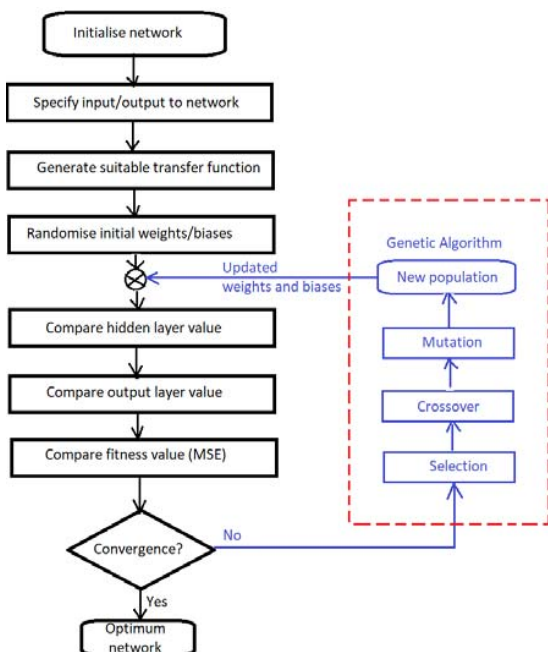 Initialise network
Specify input/output to network
Generate suitable transfer function
Randomise initial weights/biases
Updated
weights and biases
Compare hidden layer value
Compare output layer value
Compare fitness value (MSE)
Convergence?
No
Yes
Optimum
network
Genetic Algorithm
New population
Mutation
Crossover
Selection